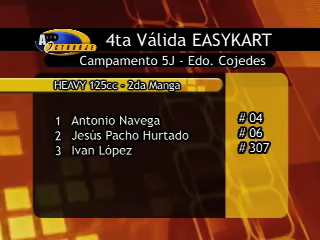 4ta Válida EASYKART
Campamento 5J - Edo. Cojedes
HEAVY 125cc - 2da Manga
1 Antonio Navega # 04
2 Jesús Pacho Hurtado # 06
3 Ivan López # 307